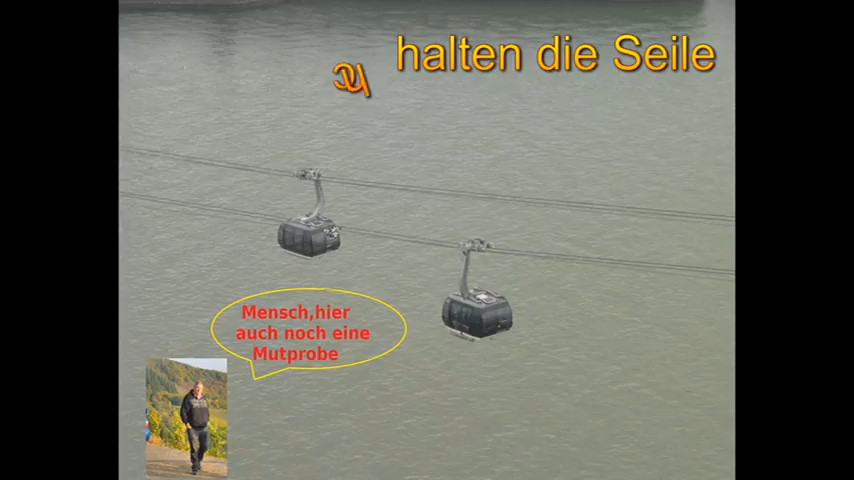 halten die Seile
Mensch,hier
auch noch eine
Mutprobe